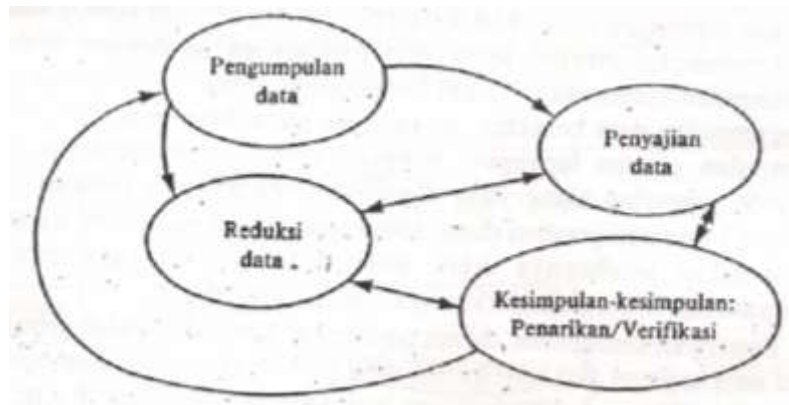 Pengumpulan
data
Penyajian
data
Reduksi
data
Kesimpulan-kesimpulan:
Penarikan/Verifikasi